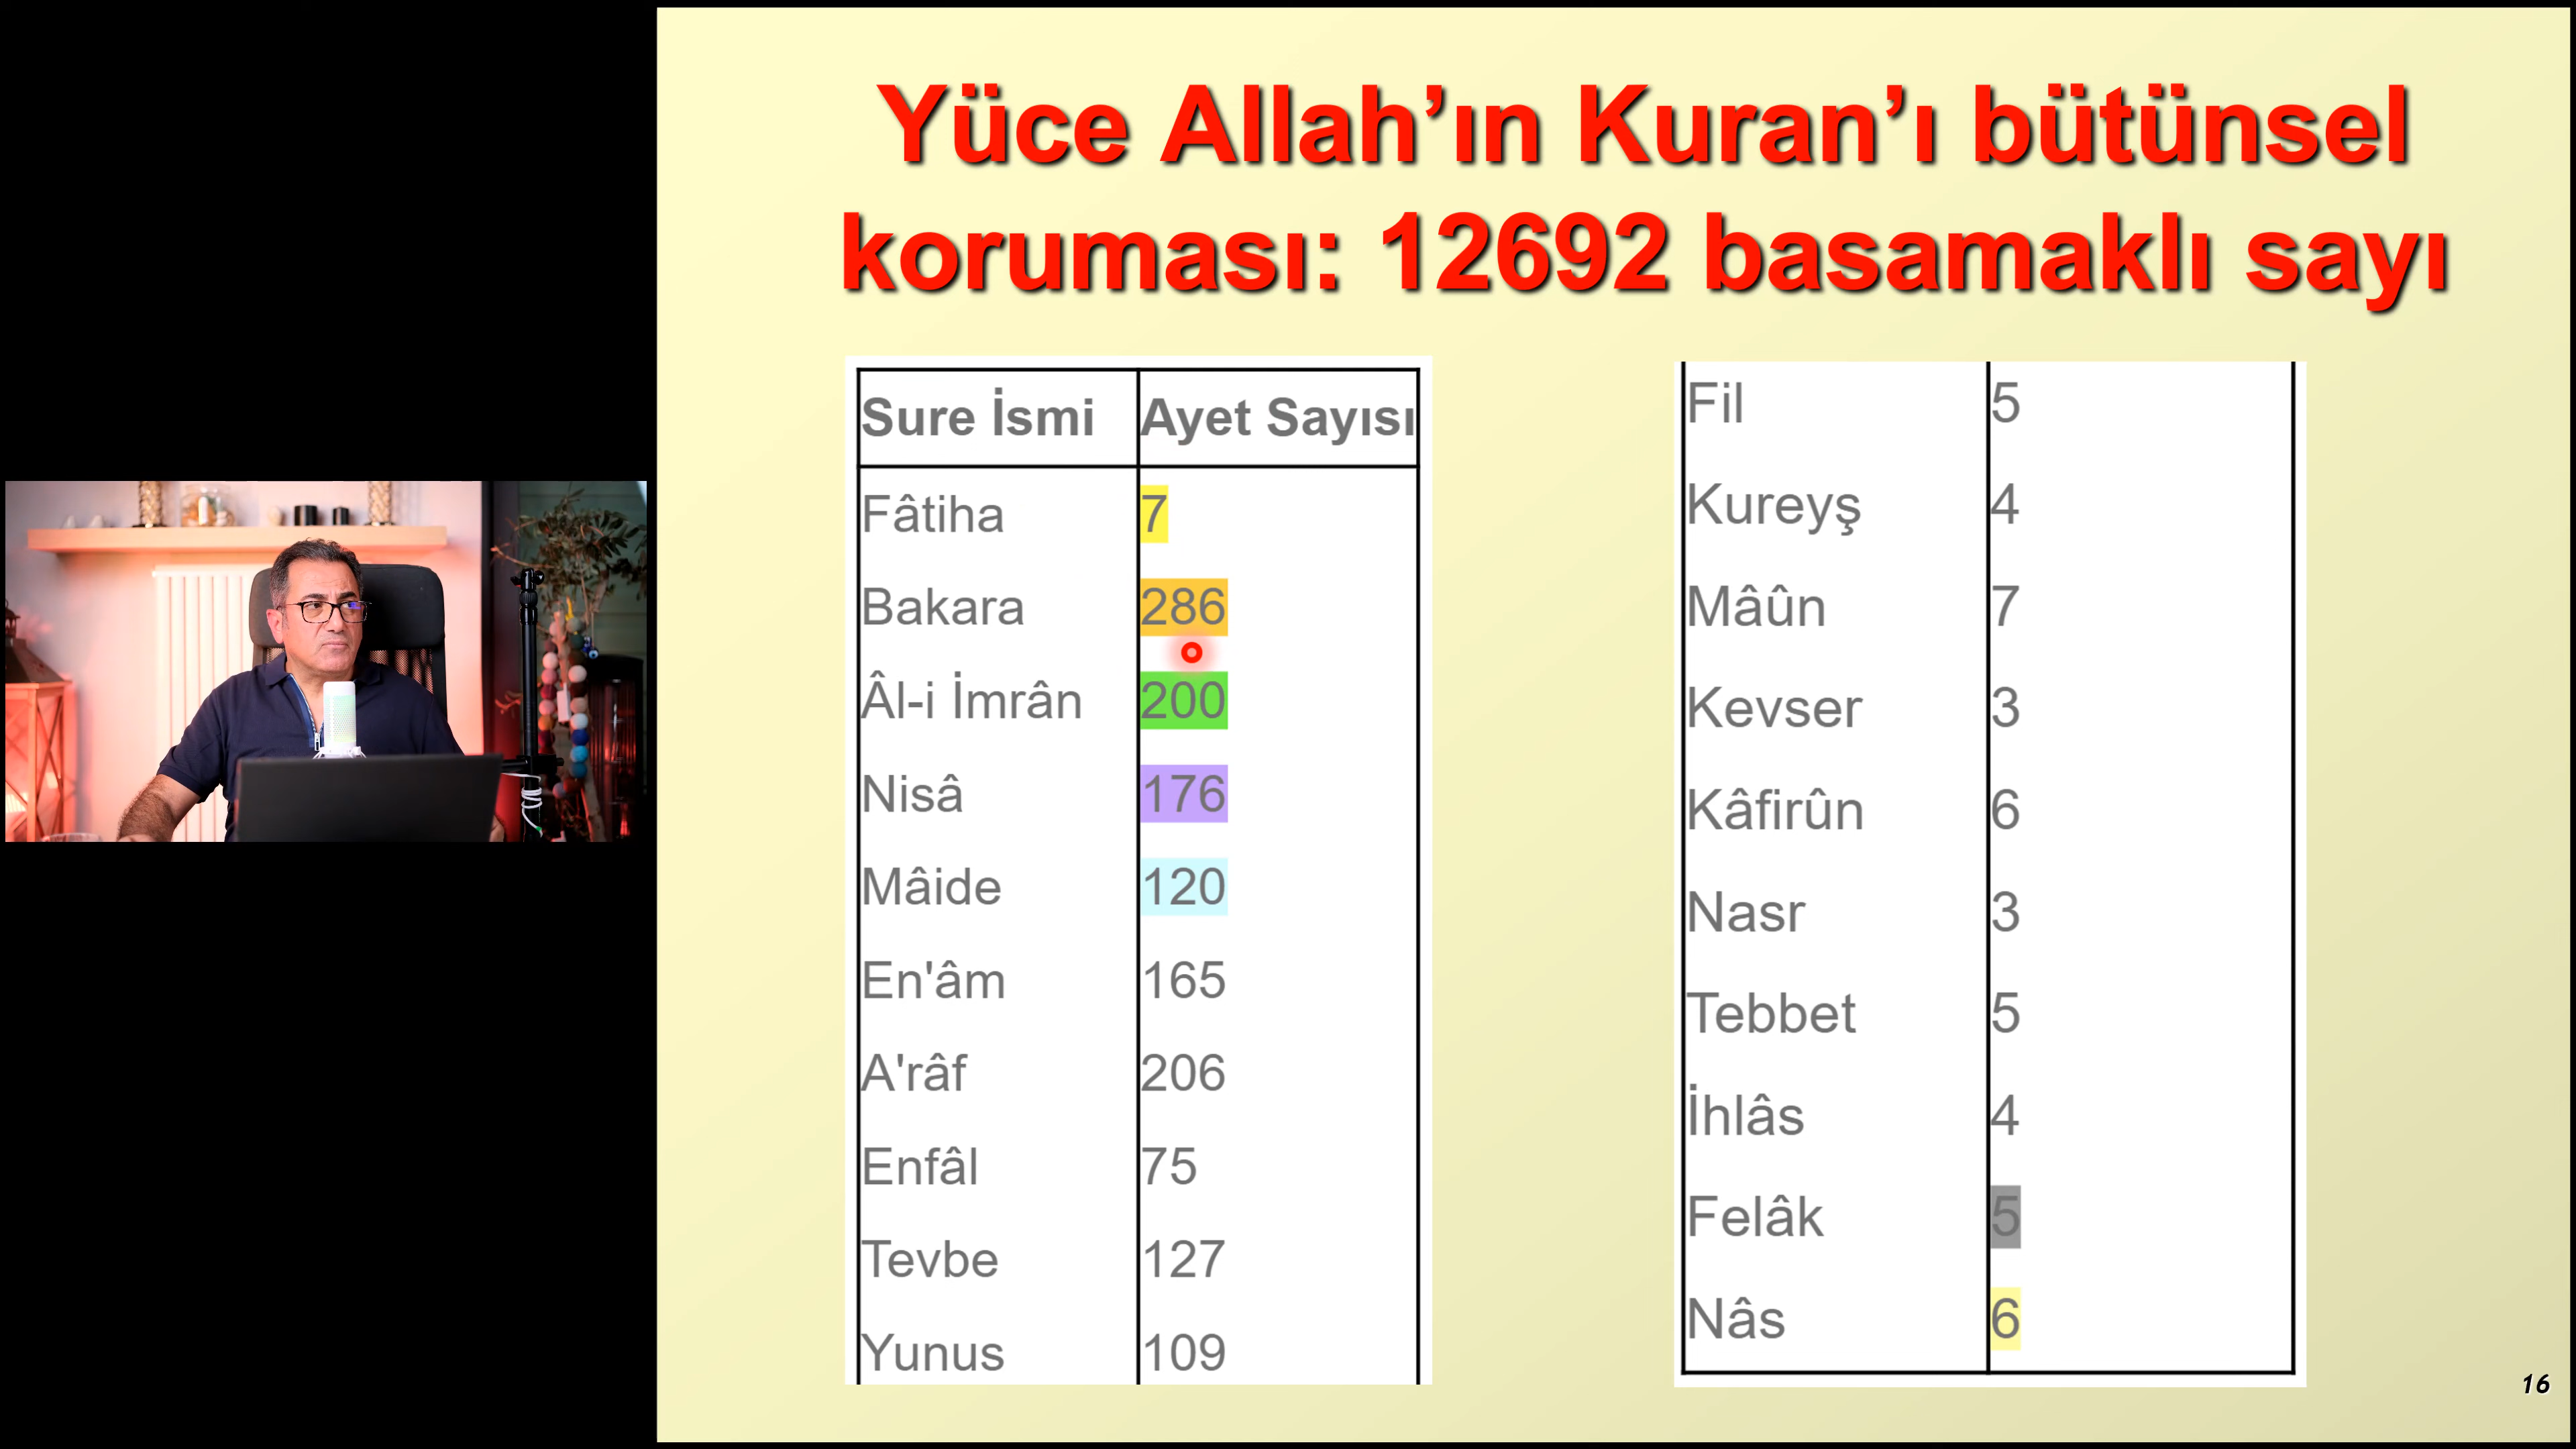 Yüce Allah’ın Kuran’ı bütünsel
koruması: 12692 basamaklı sayı
Sure İsmi Ayet Sayısı
Fâtiha 7
Bakara 286
Âl-i İmrân 200
Nisâ 176
Mâide 120
En'âm 165
A'râf 206
Enfâl 75
Tevbe 127
Yunus 109
Fil 5
Kureyş 4
Mâûn 7
Kevser 3
Kâfirûn 6
Nasr 3
Tebbet 5
İhlâs 4
Felâk 5
Nâs 6
16